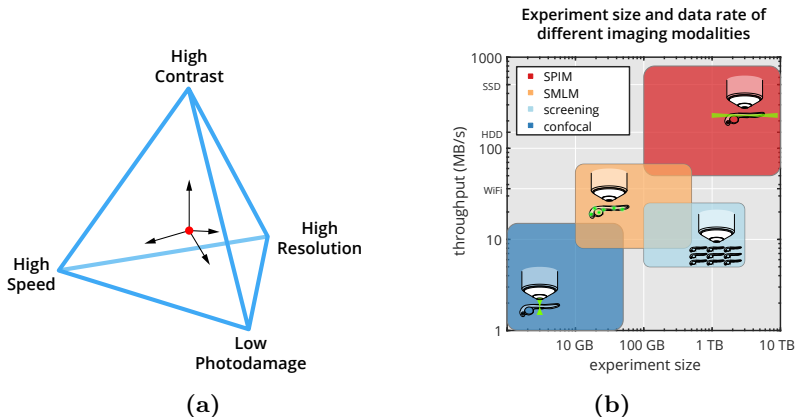 High
Contrast
High
Resolution
High
Speed
Low
Photodamage
(a)
Experiment size and data rate of
different imaging modalities
throughput (MB/s)
1000
SSD
HDD
100
WiFi
10
1
SPIM
SMLM
screening
confocal
10 GB
100 GB
1 TB
10 TB
experiment size
(b)